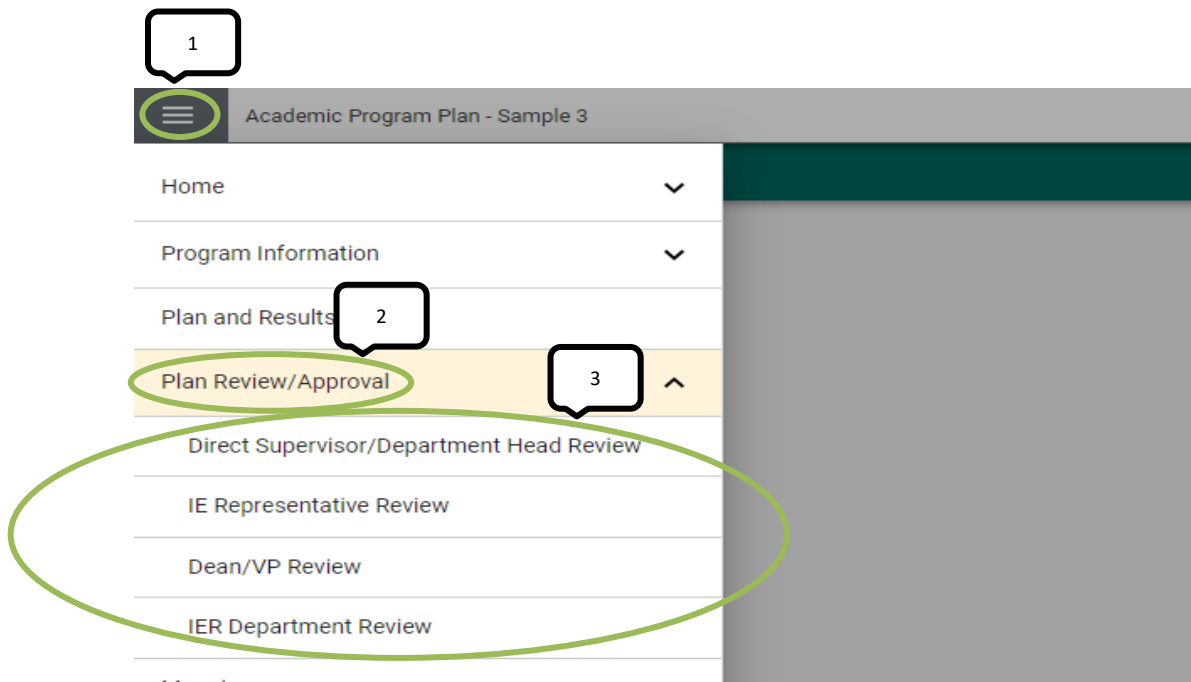 1
Academic Program Plan - Sample 3
Home
Program Information
Plan and Results
2
Plan Review/Approval
3
Direct Supervisor/Department Head Review
IE Representative Review
Dean/VP Review
IER Department Review